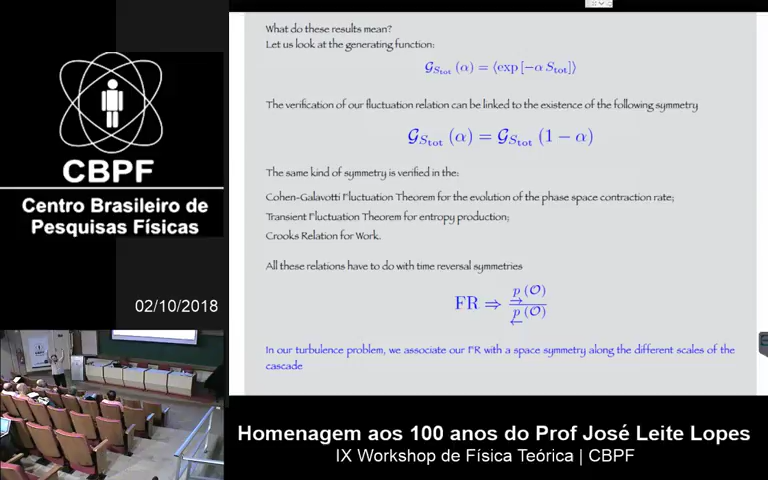 What do these results mean?
Let us look at the generating function:
𝒢_{S_tot} (α) = ⟨exp [−α S_tot]⟩
The verification of our fluctuation relation can be linked to the existence of the following symmetry
𝒢_{S_tot} (α) = 𝒢_{S_tot} (1 − α)
The same kind of symmetry is verified in the:
Cohen-Galavotti Fluctuation Theorem for the evolution of the phase space contraction rate;
Transient Fluctuation Theorem for entropy production;
Crooks Relation for Work.
All these relations have to do with time reversal symmetries
FR ⇒ p→ (𝒪) / p← (𝒪)
In our turbulence problem, we associate our FR with a space symmetry along the different scales of the
cascade
CBPF
Centro Brasileiro de
Pesquisas Físicas
02/10/2018
Homenagem aos 100 anos do Prof José Leite Lopes
IX Workshop de Física Teórica | CBPF